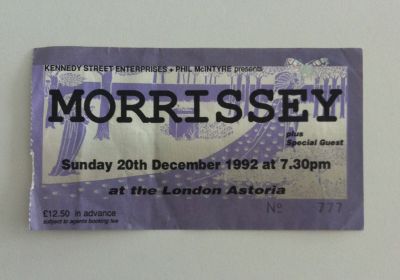 KENNEDY STREET ENTERPRISES + PHIL McINTYRE presents
MORRISSEY
plus
Special Guest
Sunday 20th December 1992 at 7.30pm
at the London Astoria
£12.50 in advance
subject to agents booking fee
Nº 777